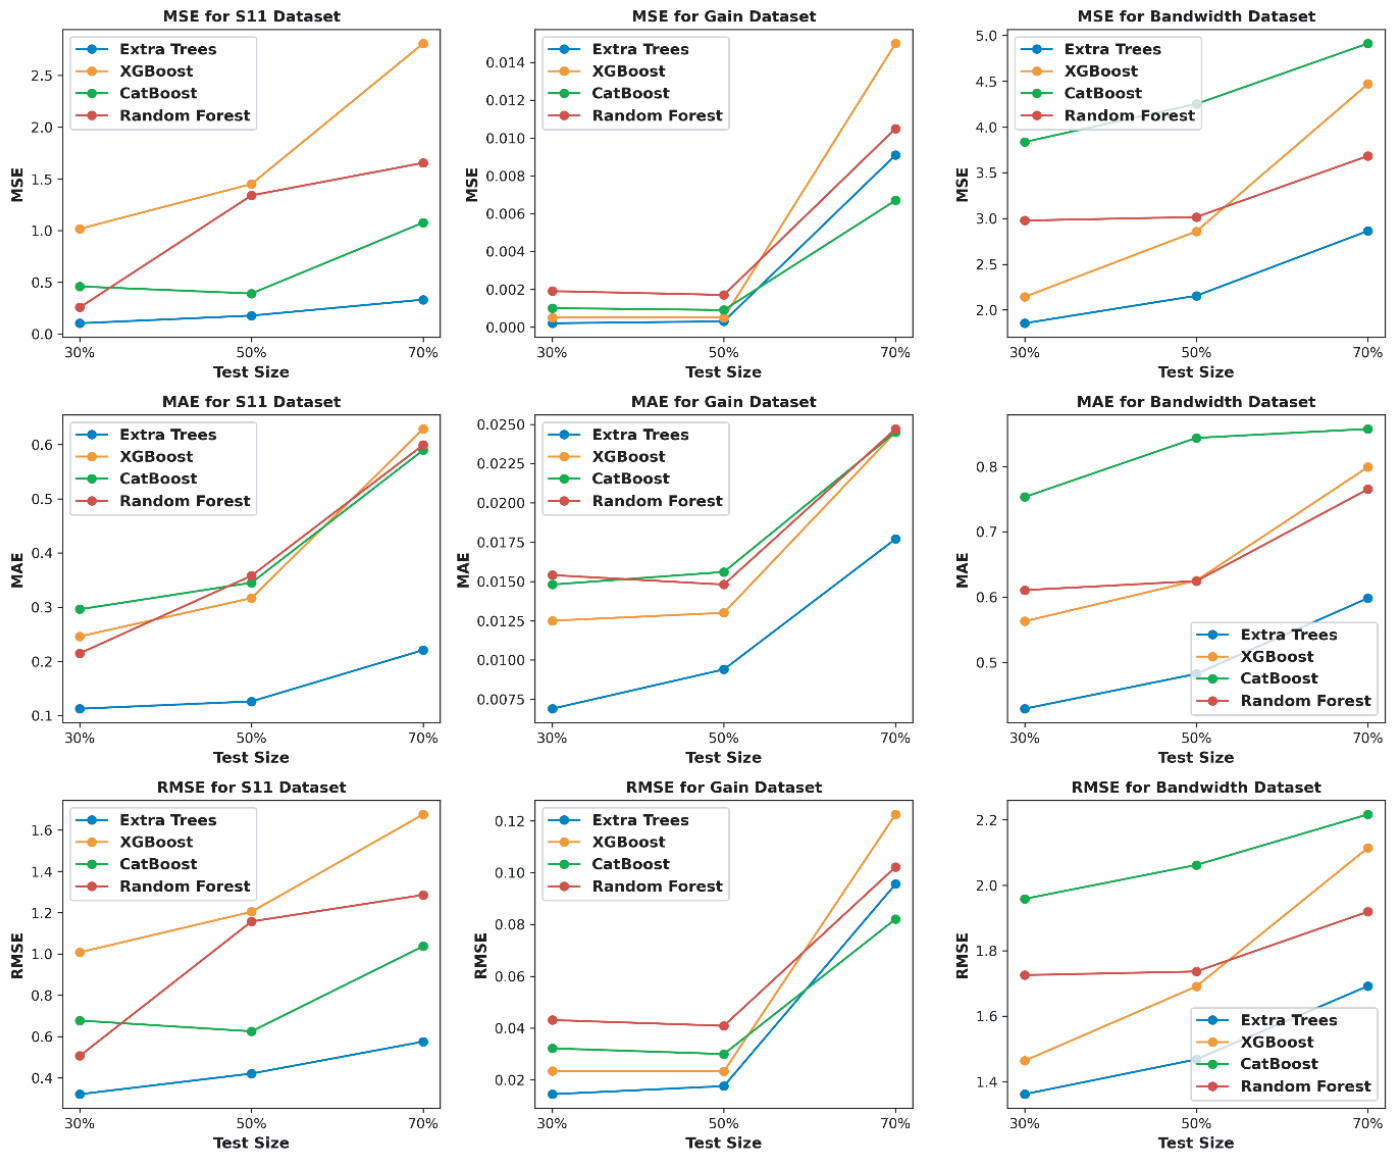 MSE for S11 Dataset
MSE
2.5
2.0
1.5
1.0
0.5
0.0
Extra Trees
XGBoost
CatBoost
Random Forest
30%
50%
70%
Test Size
MSE for Gain Dataset
MSE
0.014
0.012
0.010
0.008
0.006
0.004
0.002
0.000
Extra Trees
XGBoost
CatBoost
Random Forest
30%
50%
70%
Test Size
MSE for Bandwidth Dataset
MSE
5.0
4.5
4.0
3.5
3.0
2.5
2.0
Extra Trees
XGBoost
CatBoost
Random Forest
30%
50%
70%
Test Size
MAE for S11 Dataset
MAE
0.6
0.5
0.4
0.3
0.2
0.1
Extra Trees
XGBoost
CatBoost
Random Forest
30%
50%
70%
Test Size
MAE for Gain Dataset
MAE
0.0250
0.0225
0.0200
0.0175
0.0150
0.0125
0.0100
0.0075
Extra Trees
XGBoost
CatBoost
Random Forest
30%
50%
70%
Test Size
MAE for Bandwidth Dataset
MAE
0.8
0.7
0.6
0.5
Extra Trees
XGBoost
CatBoost
Random Forest
30%
50%
70%
Test Size
RMSE for S11 Dataset
RMSE
1.6
1.4
1.2
1.0
0.8
0.6
0.4
Extra Trees
XGBoost
CatBoost
Random Forest
30%
50%
70%
Test Size
RMSE for Gain Dataset
RMSE
0.12
0.10
0.08
0.06
0.04
0.02
Extra Trees
XGBoost
CatBoost
Random Forest
30%
50%
70%
Test Size
RMSE for Bandwidth Dataset
RMSE
2.2
2.0
1.8
1.6
1.4
Extra Trees
XGBoost
CatBoost
Random Forest
30%
50%
70%
Test Size